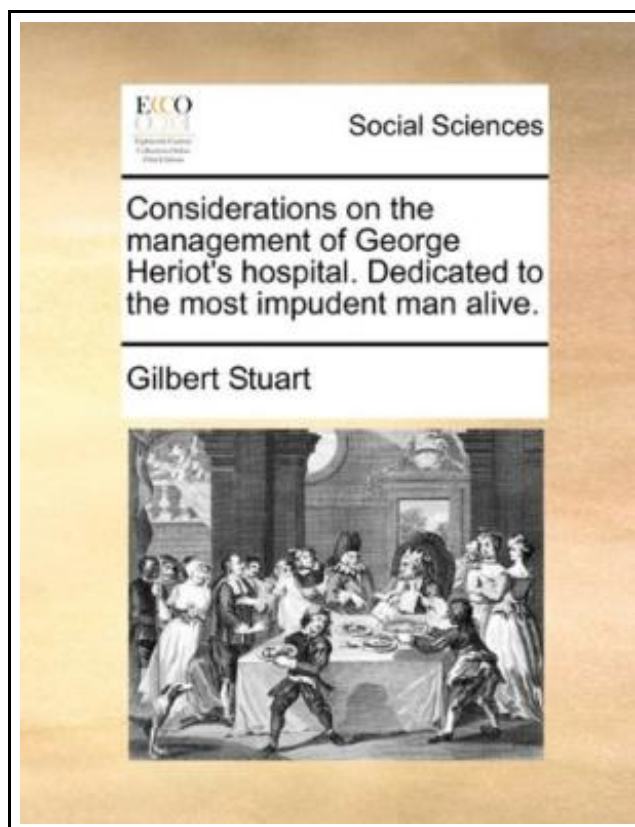 ECCO
Social Sciences
Considerations on the
management of George
Heriot's hospital. Dedicated to
the most impudent man alive.
Gilbert Stuart